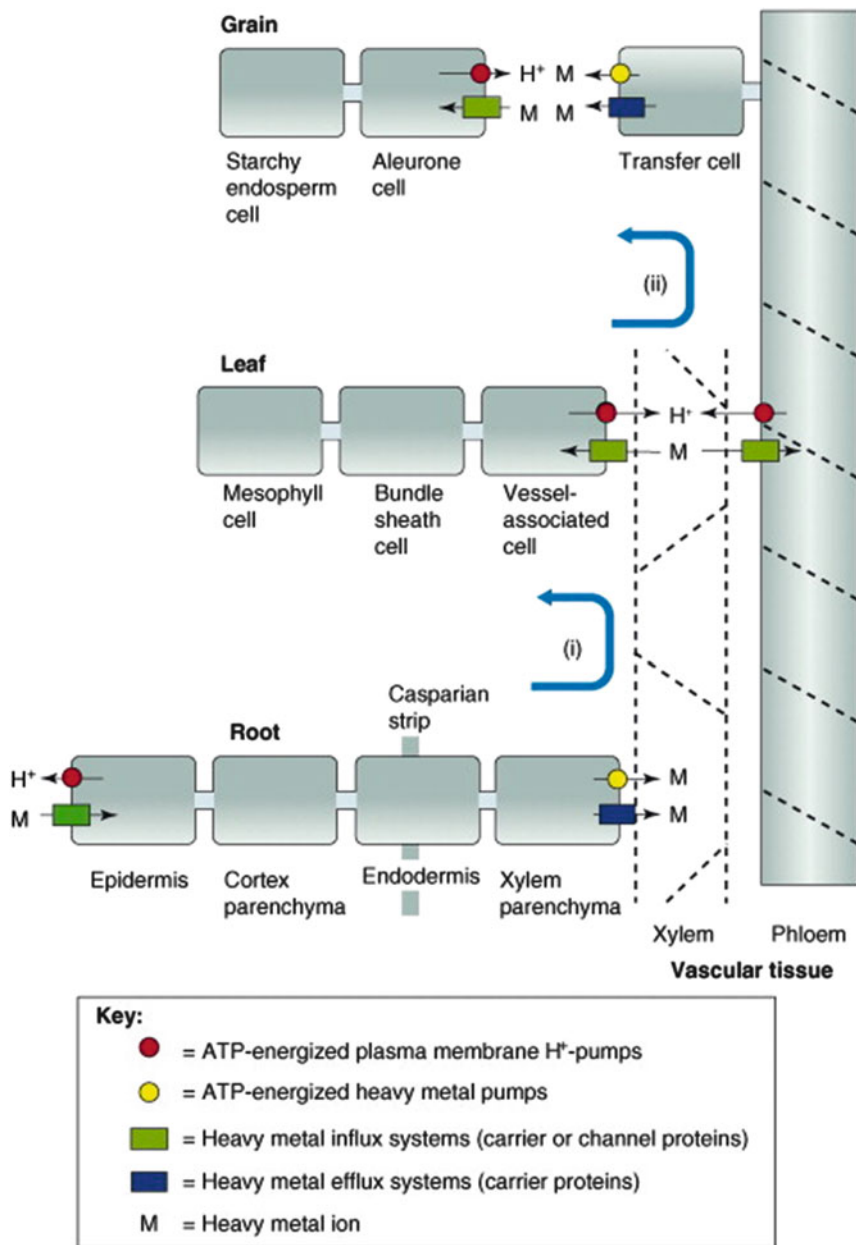 Grain
H⁺ M
M M
Starchy
endosperm
cell
Aleurone
cell
Transfer cell
(ii)
Leaf
H⁺
M
Mesophyll
cell
Bundle
sheath
cell
Vessel-
associated
cell
(i)
Casparian
strip
Root
H⁺
M
M
M
Epidermis
Cortex
parenchyma
Endodermis
Xylem
parenchyma
Xylem
Phloem
Vascular tissue
Key:
= ATP-energized plasma membrane H⁺-pumps
= ATP-energized heavy metal pumps
= Heavy metal influx systems (carrier or channel proteins)
= Heavy metal efflux systems (carrier proteins)
M = Heavy metal ion